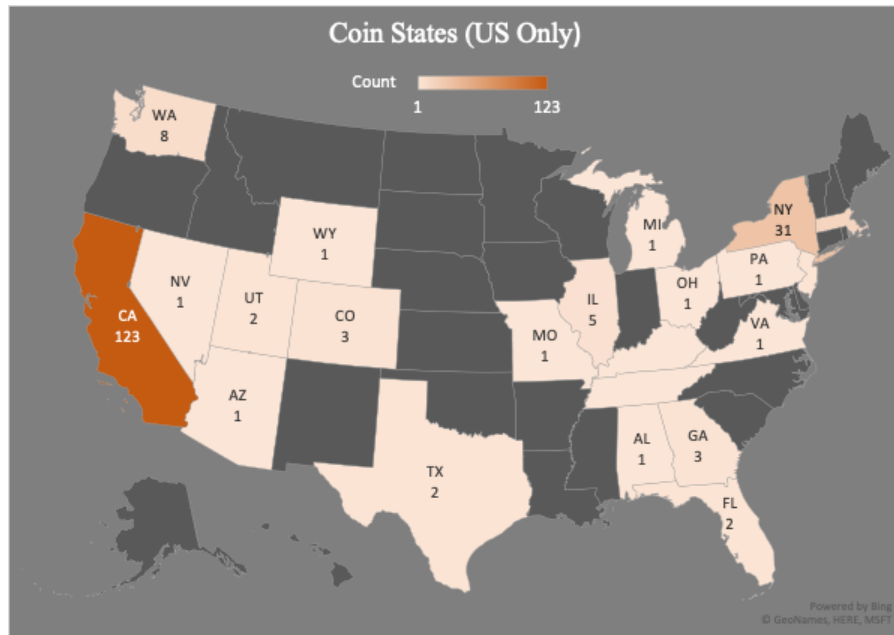 Coin States (US Only)
Count
1 123
WA
8
WY
1
NV
1
UT
2
CO
3
CA
123
AZ
1
TX
2
MO
1
IL
5
MI
1
OH
1
NY
31
PA
1
VA
1
AL
1
GA
3
FL
2
Powered by Bing
© GeoNames, HERE, MSFT